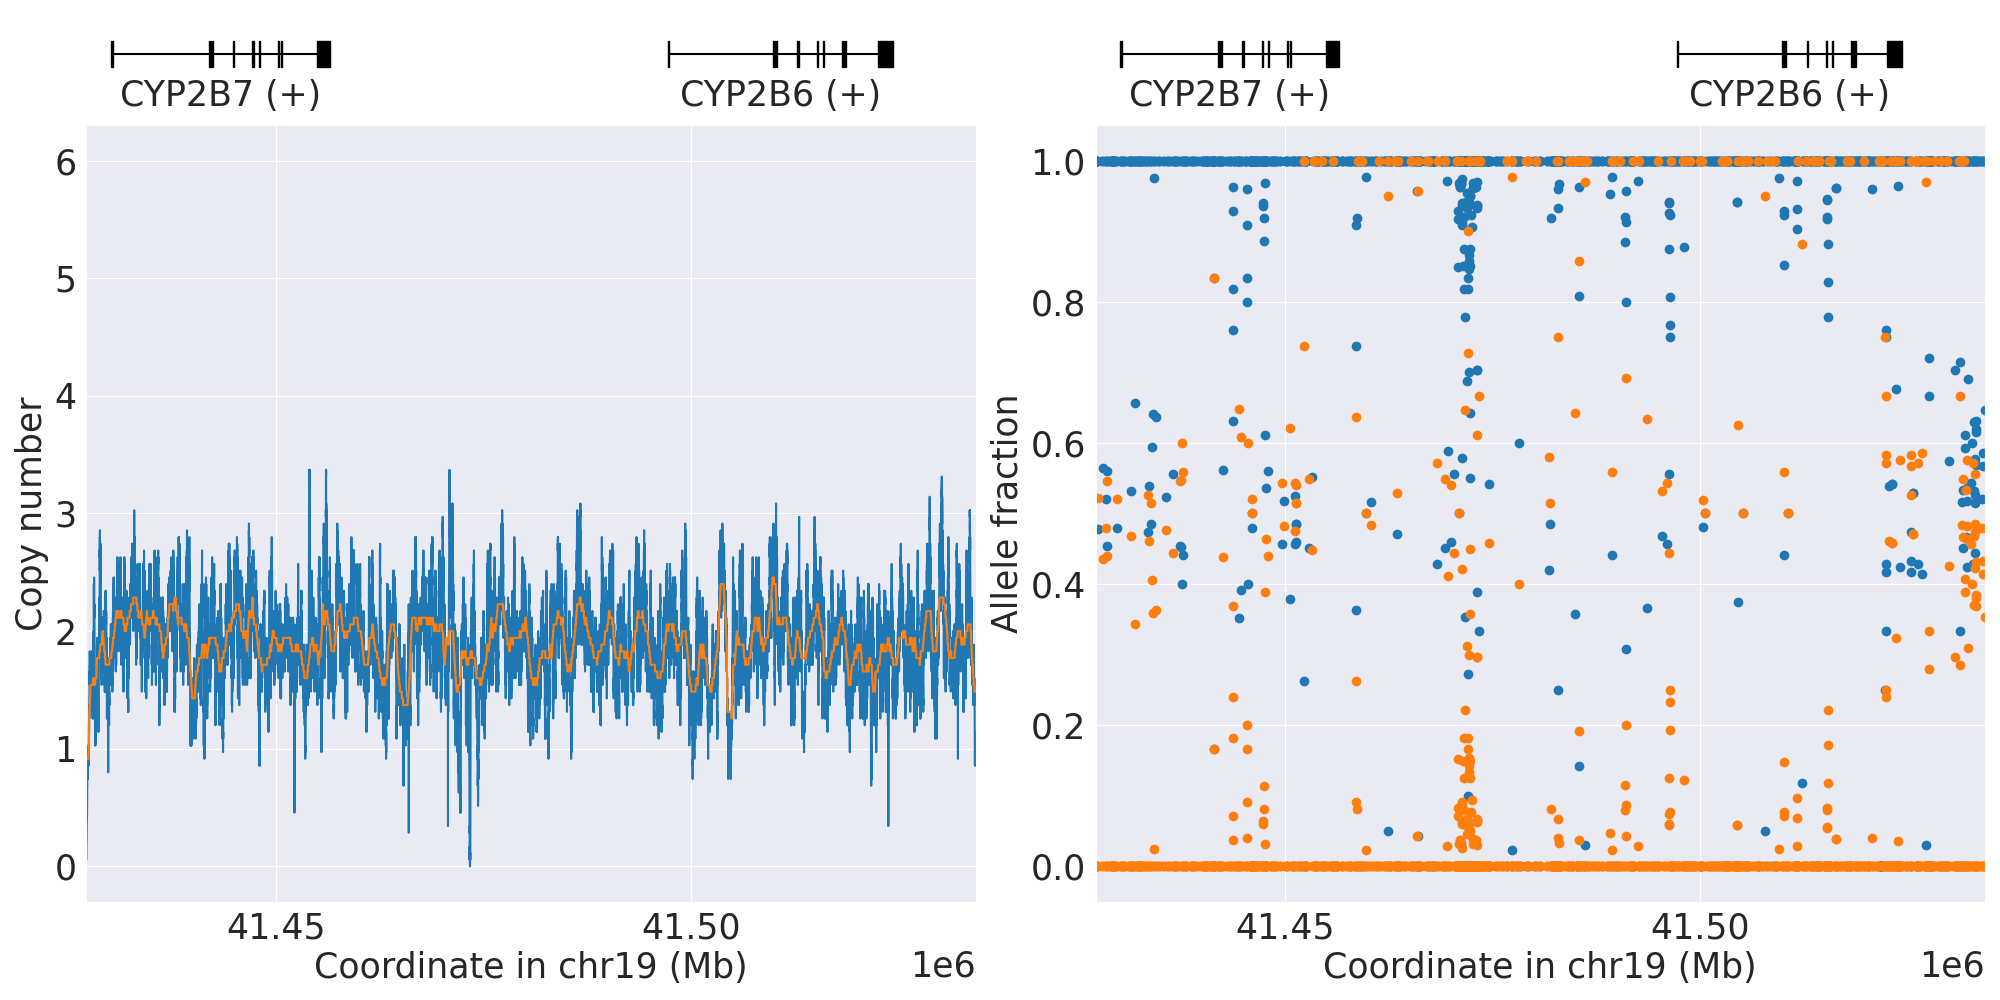 CYP2B7 (+)
CYP2B6 (+)
CYP2B7 (+)
CYP2B6 (+)
6
5
4
3
2
1
0
Copy number
41.45
41.50
Coordinate in chr19 (Mb)
1e6
1.0
0.8
0.6
0.4
0.2
0.0
Allele fraction
41.45
41.50
Coordinate in chr19 (Mb)
1e6